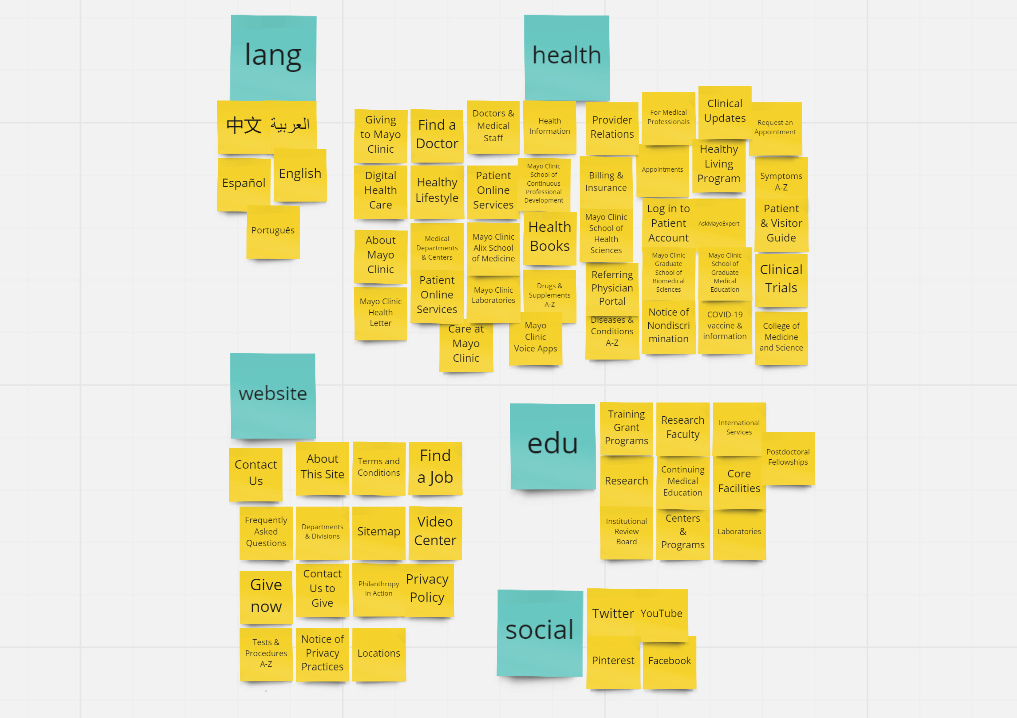 lang
中文
العربية
Español
English
Português
health
Giving
to Mayo
Clinic
Find a
Doctor
Doctors &
Medical
Staff
Health
Information
Provider
Relations
For Medical
Professionals
Clinical
Updates
Request an
Appointment
Digital
Health
Care
Healthy
Lifestyle
Patient
Online
Services
Mayo Clinic
School of
Continuous
Professional
Development
Billing &
Insurance
Appointments
Healthy
Living
Program
Symptoms
A-Z
About
Mayo
Clinic
Medical
Departments
& Centers
Mayo Clinic
Alix School
of Medicine
Health
Books
Mayo Clinic
School of
Health
Sciences
Log in to
Patient
Account
AskMayoExpert
Patient
& Visitor
Guide
Mayo Clinic
Health
Letter
Patient
Online
Services
Mayo Clinic
Laboratories
Drugs &
Supplements
A-Z
Referring
Physician
Portal
Mayo Clinic
Graduate
School of
Biomedical
Sciences
Mayo Clinic
School of
Graduate
Medical
Education
Clinical
Trials
Care at
Mayo
Clinic
Mayo
Clinic
Voice Apps
Diseases &
Conditions
A-Z
Notice of
Nondiscri
mination
COVID-19
vaccine &
information
College of
Medicine
and Science
website
Contact
Us
About
This Site
Terms and
Conditions
Find
a Job
Frequently
Asked
Questions
Departments
& Divisions
Sitemap
Video
Center
Give
now
Contact
Us to
Give
Philanthropy
in Action
Privacy
Policy
Tests &
Procedures
A-Z
Notice of
Privacy
Practices
Locations
edu
Training
Grant
Programs
Research
Faculty
International
Services
Postdoctoral
Fellowships
Research
Continuing
Medical
Education
Core
Facilities
Institutional
Review
Board
Centers
&
Programs
Laboratories
social
Twitter
YouTube
Pinterest
Facebook